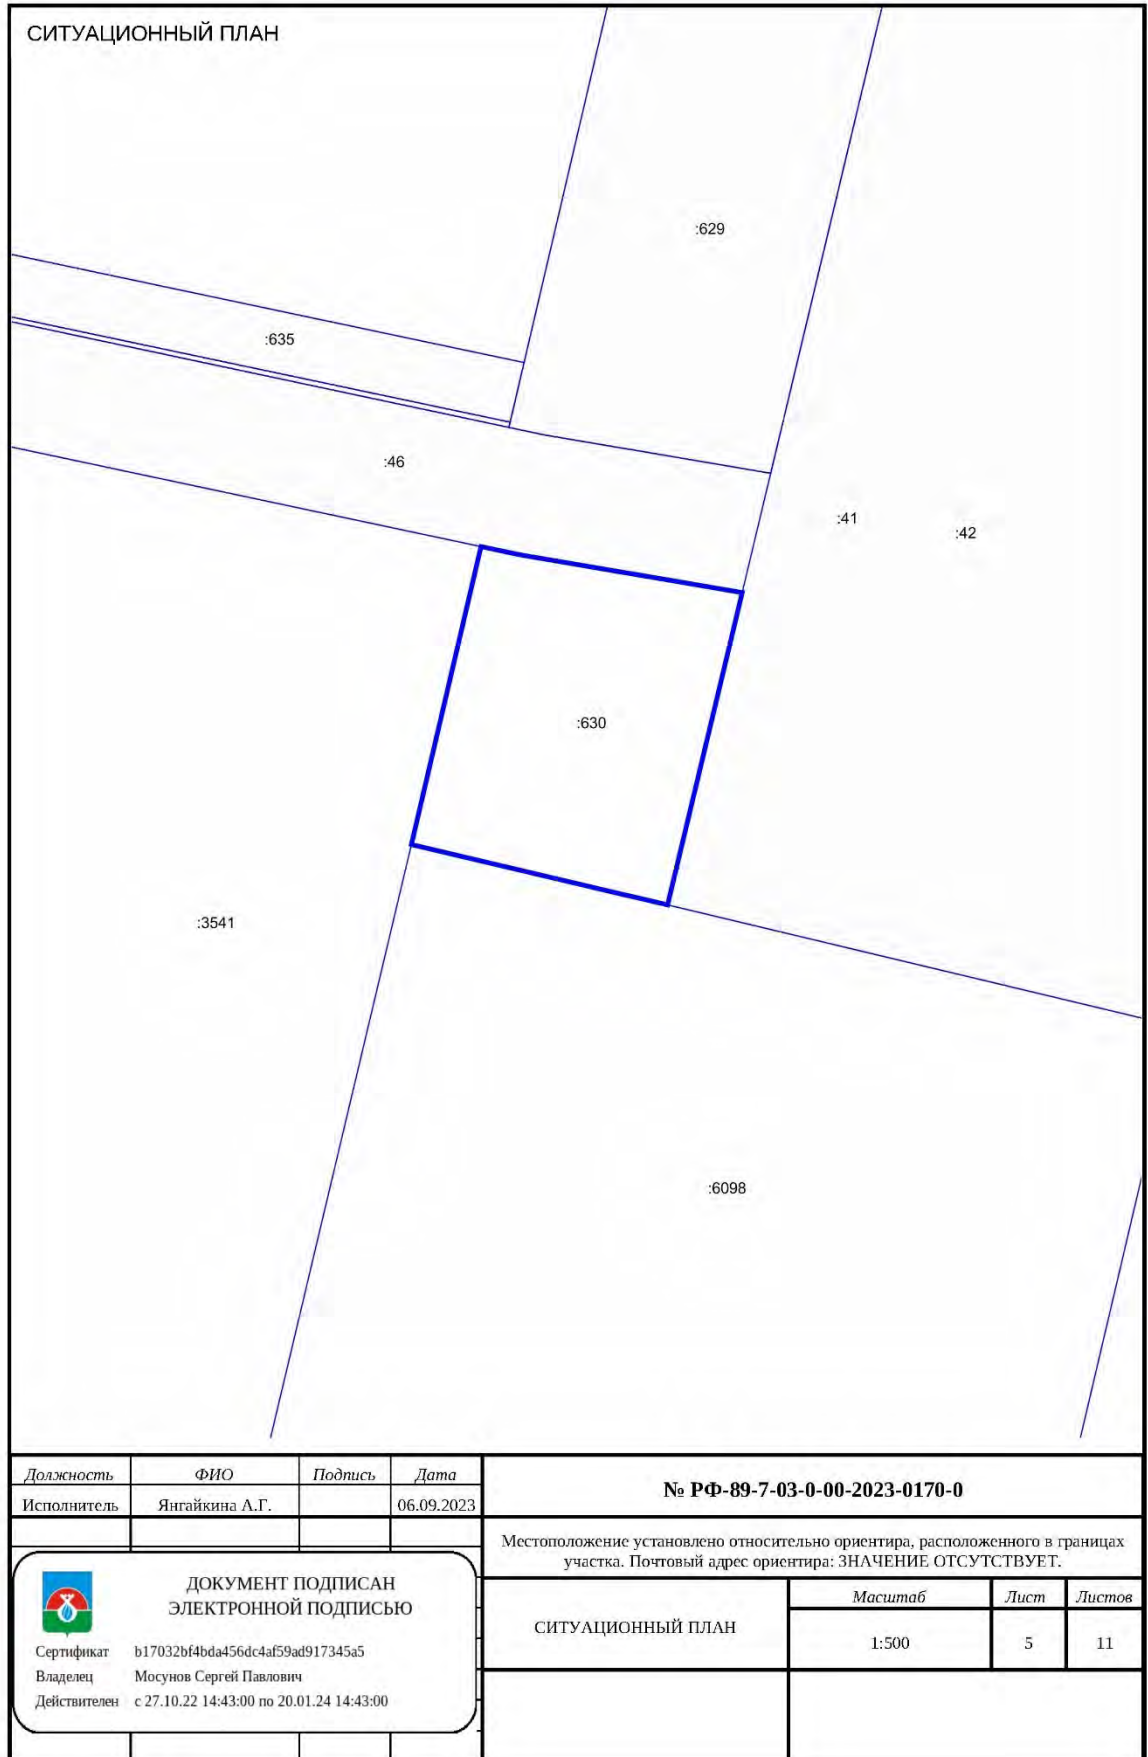 СИТУАЦИОННЫЙ ПЛАН
:629
:635
:46
:41
:42
:630
:3541
:6098
Должность ФИО Подпись Дата
Исполнитель Янгайкина А.Г. 06.09.2023
№ РФ-89-7-03-0-00-2023-0170-0
Местоположение установлено относительно ориентира, расположенного в границах
участка. Почтовый адрес ориентира: ЗНАЧЕНИЕ ОТСУТСТВУЕТ.
СИТУАЦИОННЫЙ ПЛАН
Масштаб Лист Листов
1:500 5 11
ДОКУМЕНТ ПОДПИСАН
ЭЛЕКТРОННОЙ ПОДПИСЬЮ
Сертификат b17032bf4bda456dc4af59ad917345a5
Владелец Мосунов Сергей Павлович
Действителен с 27.10.22 14:43:00 по 20.01.24 14:43:00